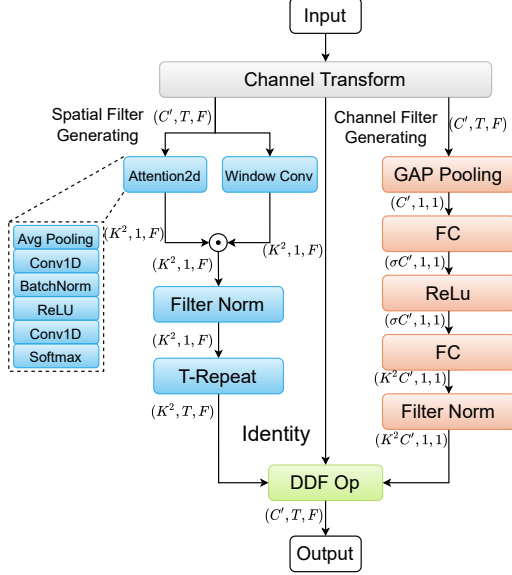 Input
Channel Transform
Spatial Filter
Generating
(C′, T, F)
Channel Filter
Generating
(C′, T, F)
Attention2d
Window Conv
GAP Pooling
(K², 1, F)
(K², 1, F)
(C′, 1, 1)
Avg Pooling
Conv1D
BatchNorm
ReLU
Conv1D
Softmax
FC
(K², 1, F)
(σC′, 1, 1)
Filter Norm
ReLu
(K², 1, F)
(σC′, 1, 1)
T-Repeat
FC
(K², T, F)
(K²C′, 1, 1)
Filter Norm
Identity
(K²C′, 1, 1)
DDF Op
(C′, T, F)
Output